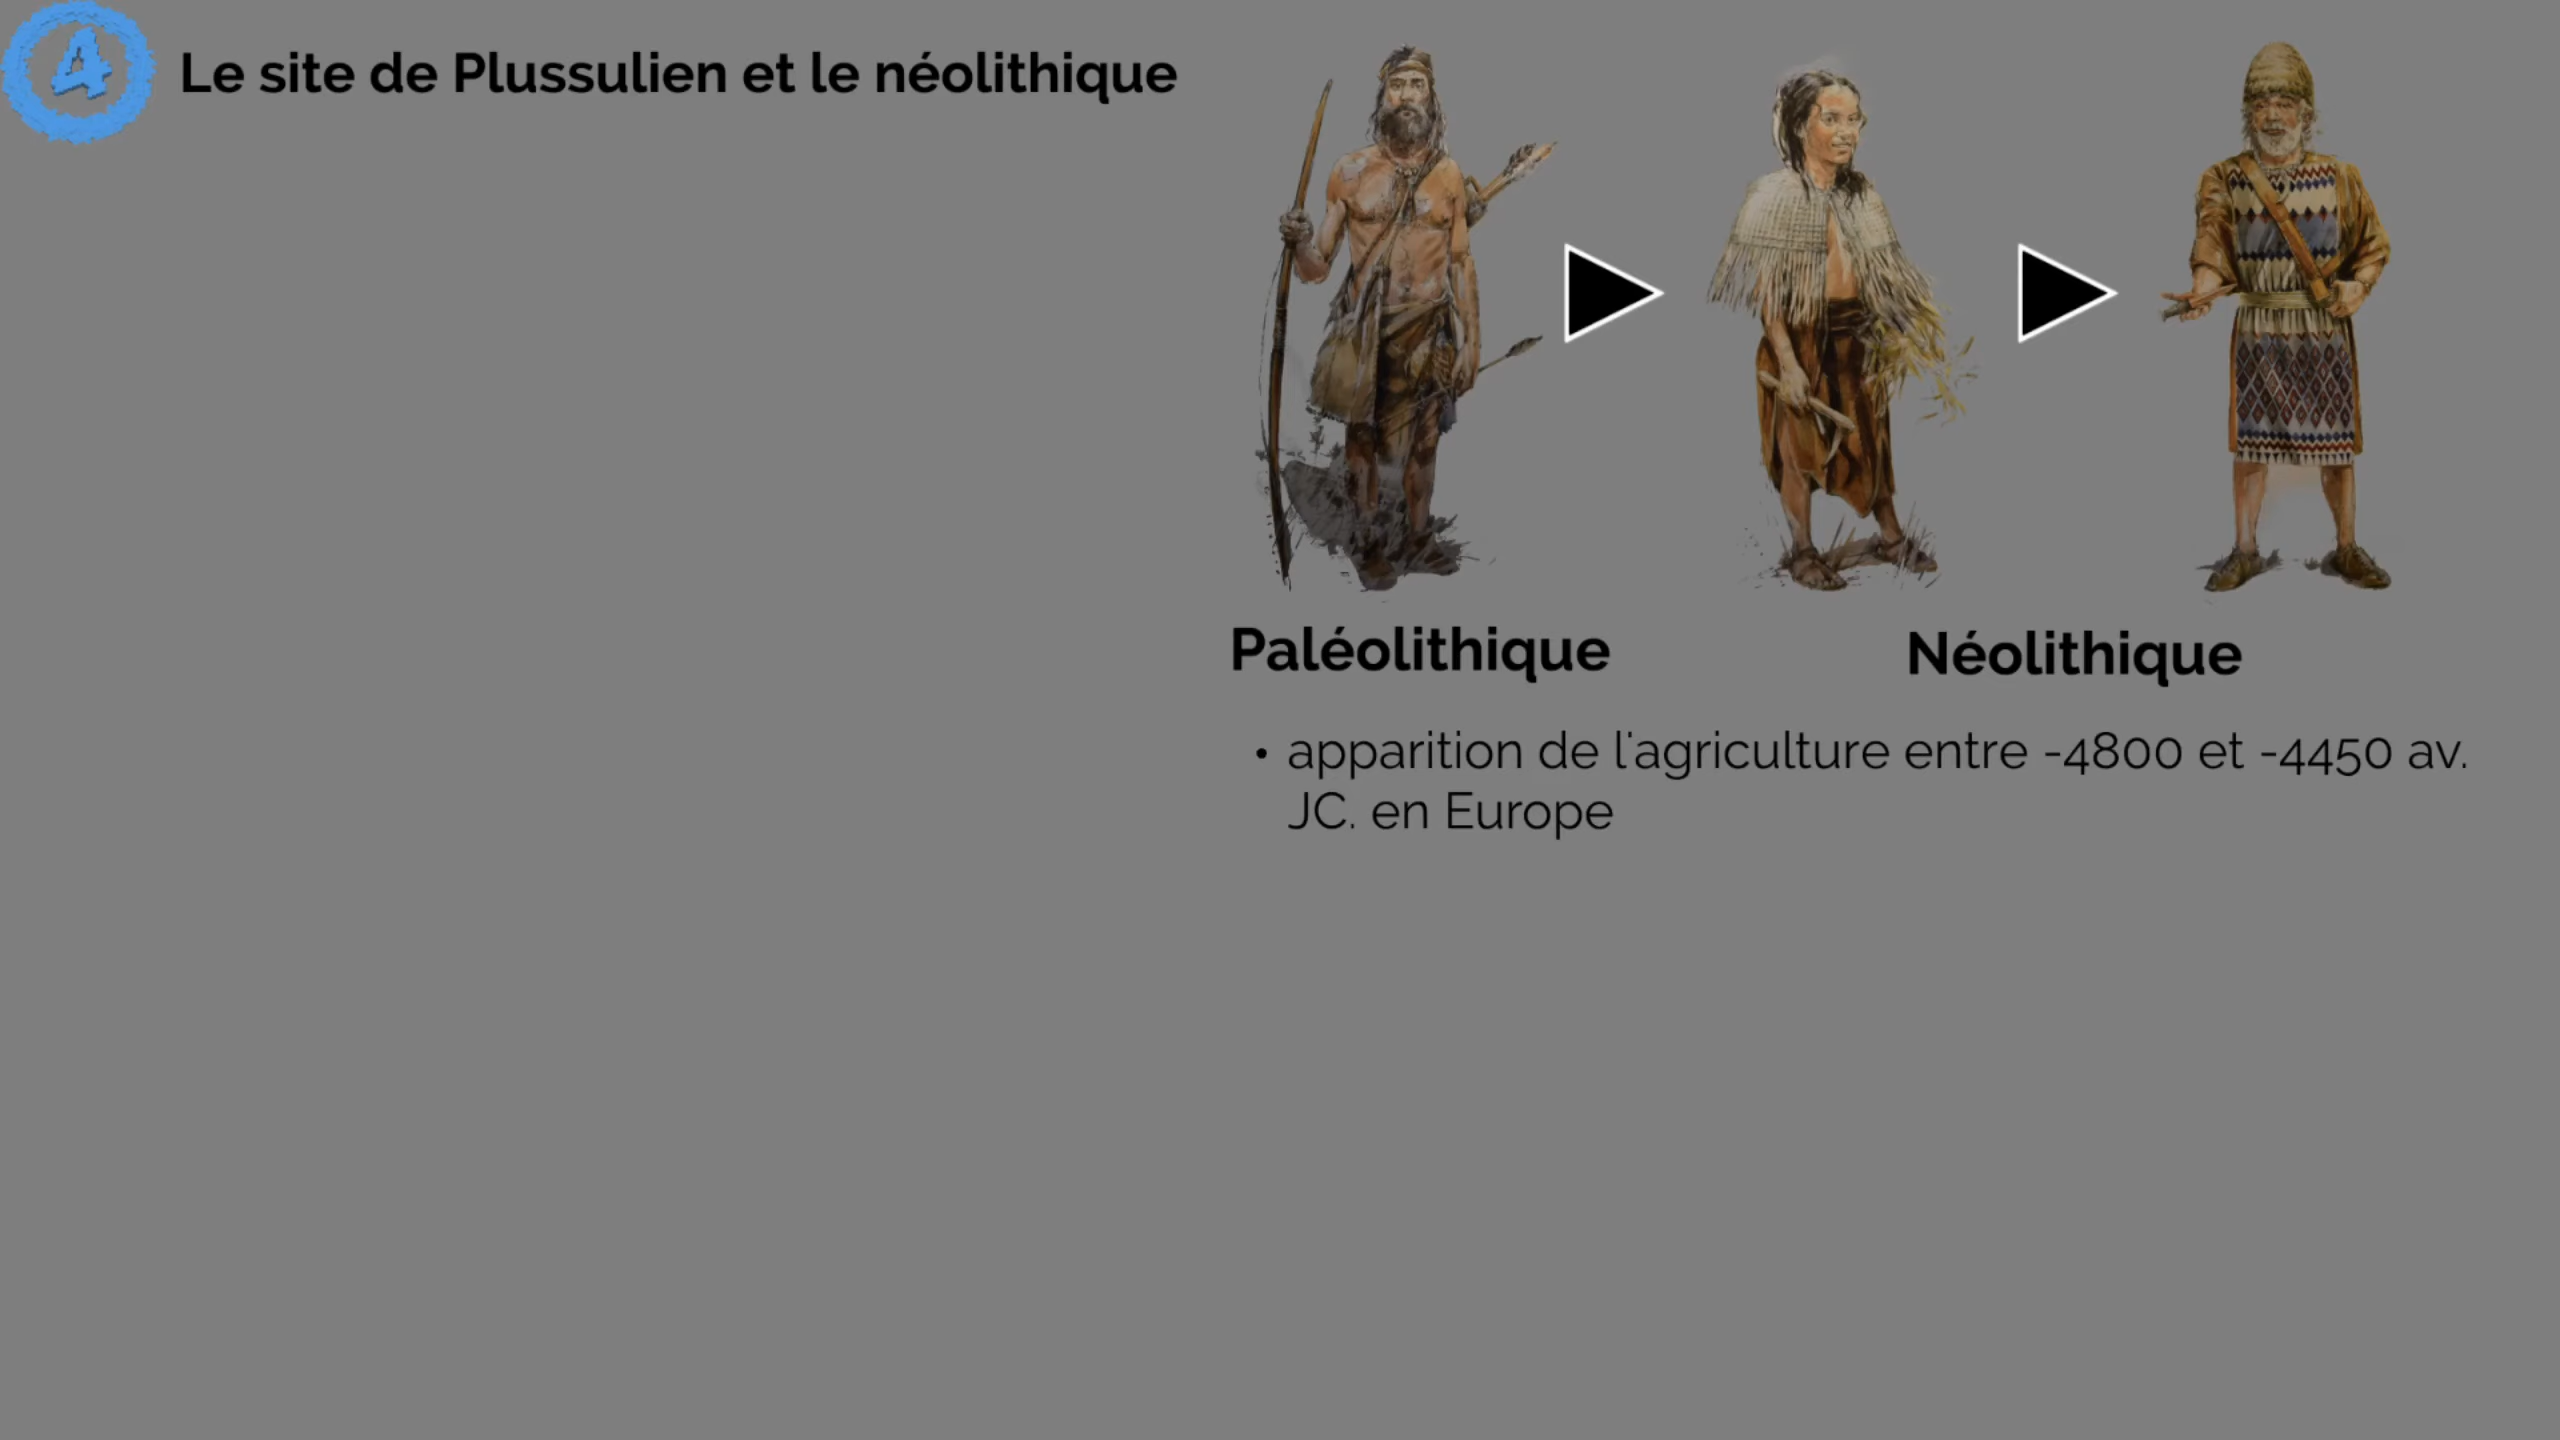 4
Le site de Plussulien et le néolithique
Paléolithique
Néolithique
• apparition de l'agriculture entre -4800 et -4450 av.
JC. en Europe